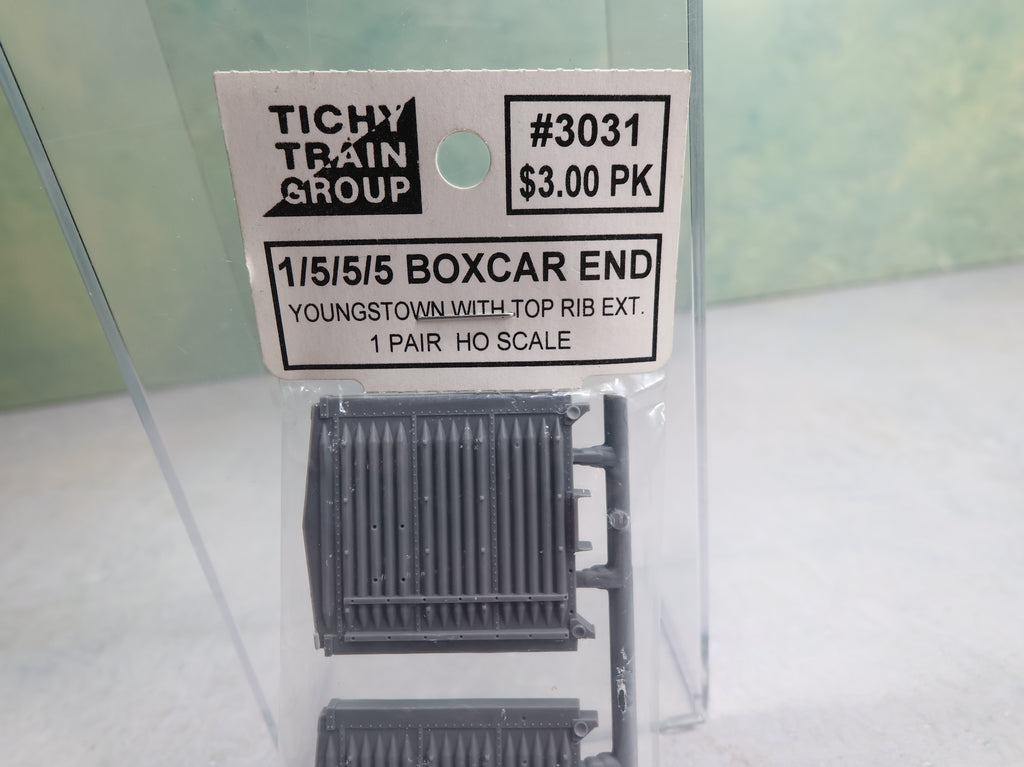 TICHY
TRAIN
GROUP
#3031
$3.00 PK
1/5/5/5 BOXCAR END
YOUNGSTOWN WITH TOP RIB EXT.
1 PAIR HO SCALE